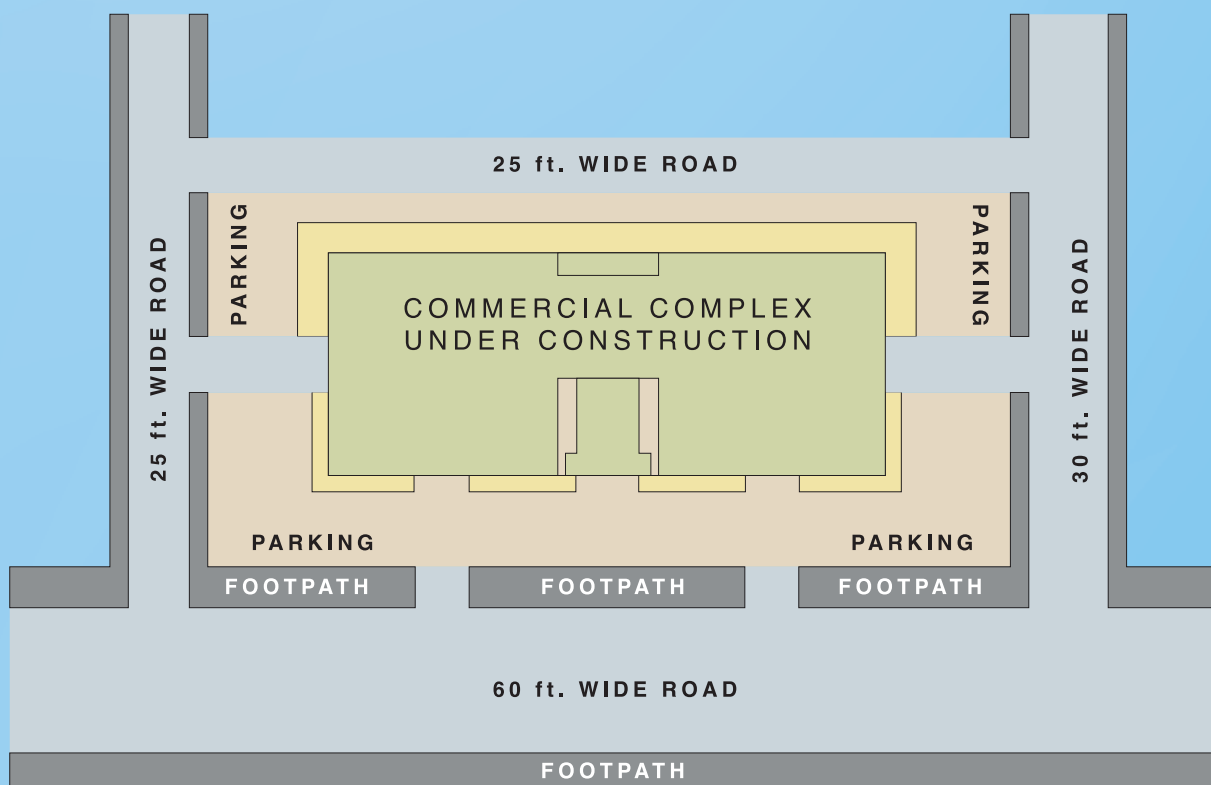 25 ft. WIDE ROAD
PARKING
PARKING
COMMERCIAL COMPLEX
UNDER CONSTRUCTION
25 ft. WIDE ROAD
30 ft. WIDE ROAD
PARKING
PARKING
FOOTPATH
FOOTPATH
FOOTPATH
60 ft. WIDE ROAD
FOOTPATH